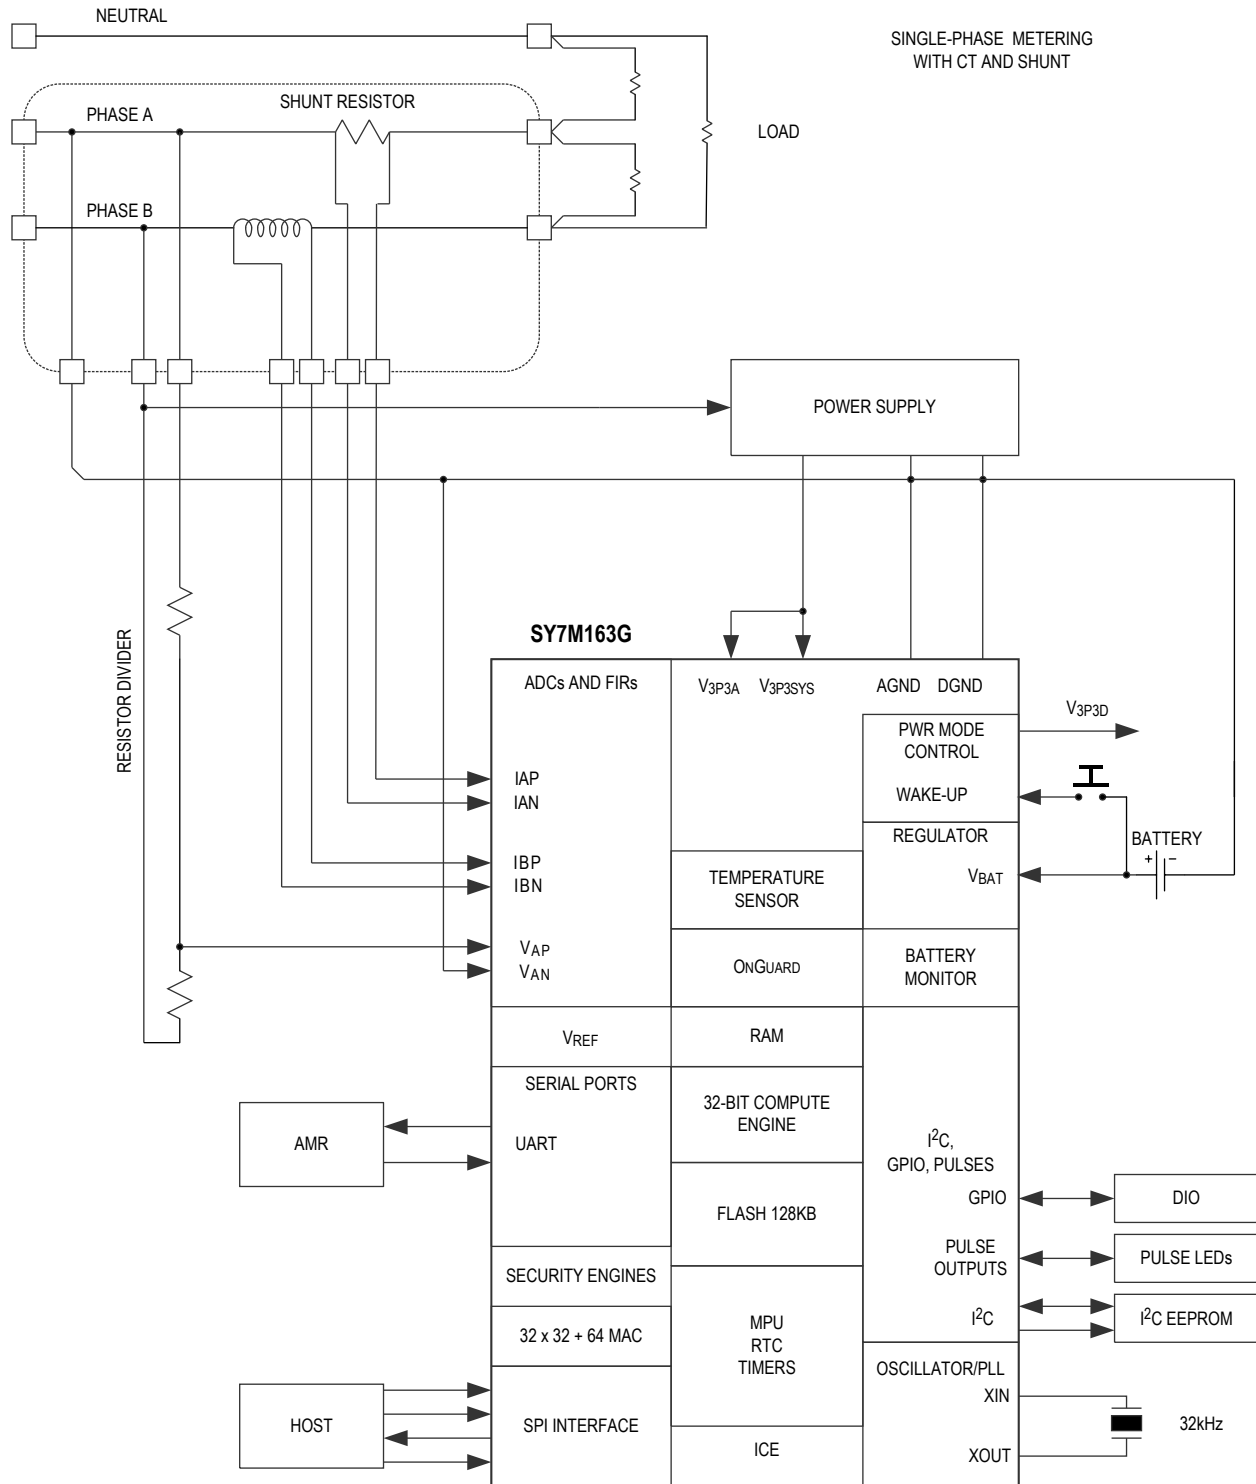 NEUTRAL
SINGLE-PHASE METERING
WITH CT AND SHUNT
PHASE A
SHUNT RESISTOR
LOAD
PHASE B
POWER SUPPLY
RESISTOR DIVIDER
SY7M163G
ADCs AND FIRs
V3P3A
V3P3SYS
AGND
DGND
V3P3D
PWR MODE
CONTROL
WAKE-UP
IAP
IAN
IBP
IBN
VAP
VAN
REGULATOR
BATTERY
+
–
VBAT
TEMPERATURE
SENSOR
ONGUARD
BATTERY
MONITOR
VREF
RAM
SERIAL PORTS
UART
AMR
32-BIT COMPUTE
ENGINE
I2C,
GPIO, PULSES
GPIO
DIO
FLASH 128KB
PULSE
OUTPUTS
PULSE LEDs
SECURITY ENGINES
I2C
I2C EEPROM
32 x 32 + 64 MAC
MPU
RTC
TIMERS
OSCILLATOR/PLL
XIN
32kHz
XOUT
HOST
SPI INTERFACE
ICE